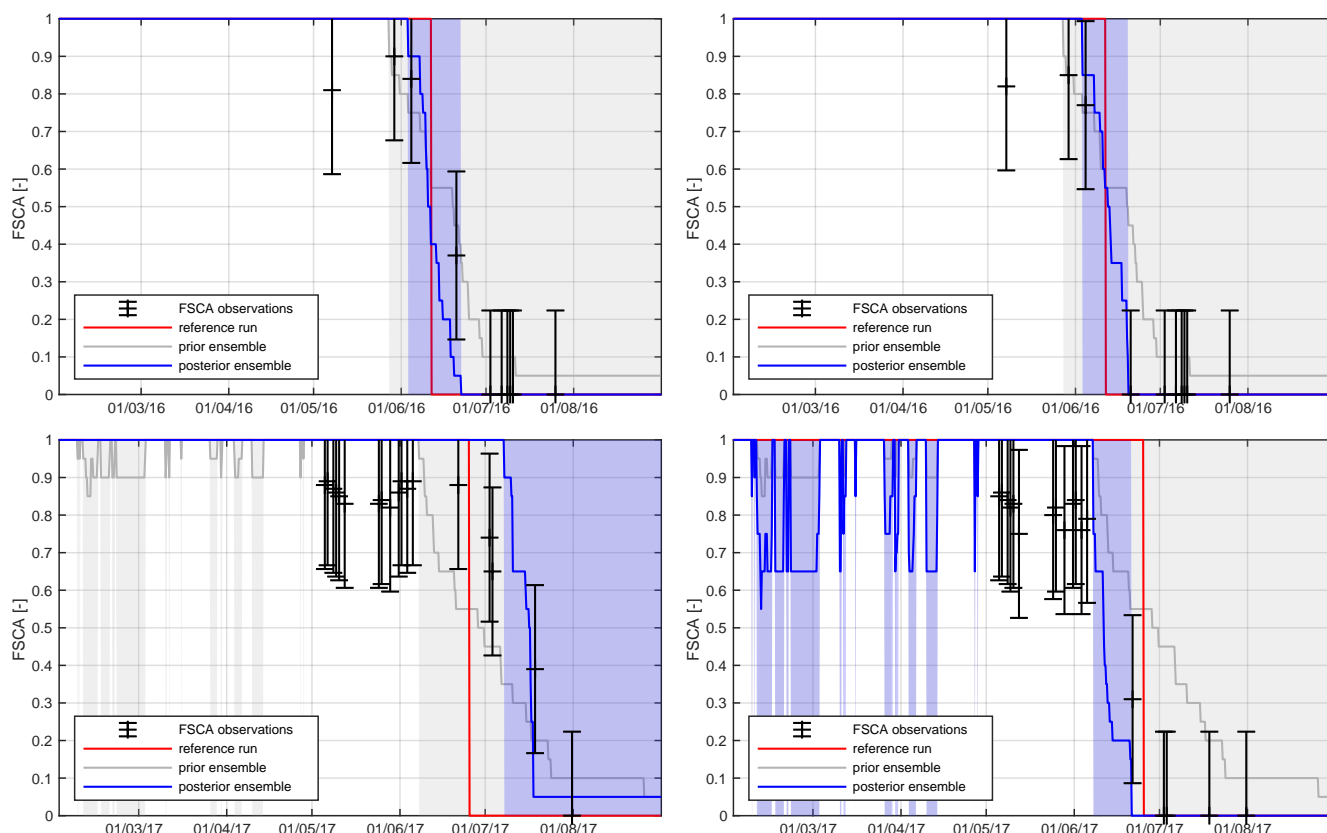 1
0.9
0.8
0.7
0.6
0.5
0.4
0.3
0.2
0.1
0
FSCA [-]
FSCA observations
reference run
prior ensemble
posterior ensemble
01/03/16 01/04/16 01/05/16 01/06/16 01/07/16 01/08/16
1
0.9
0.8
0.7
0.6
0.5
0.4
0.3
0.2
0.1
0
FSCA [-]
FSCA observations
reference run
prior ensemble
posterior ensemble
01/03/16 01/04/16 01/05/16 01/06/16 01/07/16 01/08/16
1
0.9
0.8
0.7
0.6
0.5
0.4
0.3
0.2
0.1
0
FSCA [-]
FSCA observations
reference run
prior ensemble
posterior ensemble
01/03/17 01/04/17 01/05/17 01/06/17 01/07/17 01/08/17
1
0.9
0.8
0.7
0.6
0.5
0.4
0.3
0.2
0.1
0
FSCA [-]
FSCA observations
reference run
prior ensemble
posterior ensemble
01/03/17 01/04/17 01/05/17 01/06/17 01/07/17 01/08/17